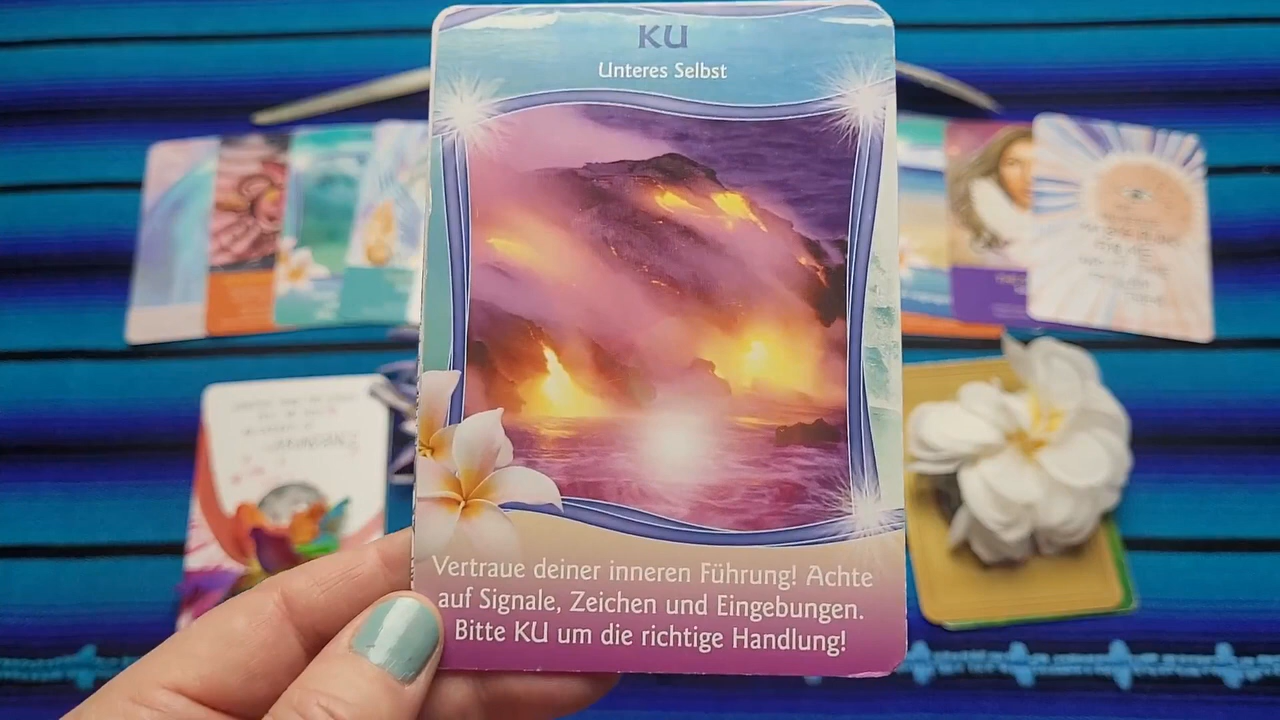 KU
Unteres Selbst
Vertraue deiner inneren Führung! Achte
auf Signale, Zeichen und Eingebungen.
Bitte KU um die richtige Handlung!